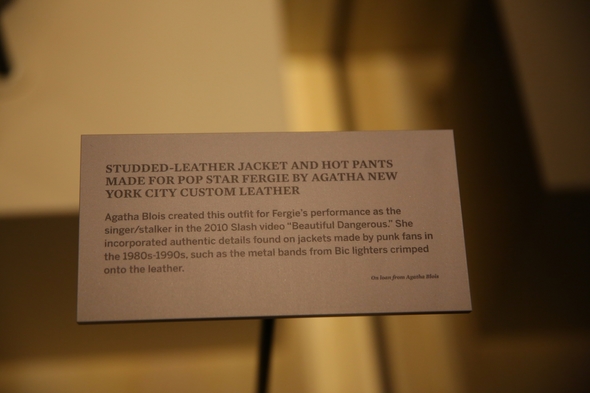 STUDDED-LEATHER JACKET AND HOT PANTS
MADE FOR POP STAR FERGIE BY AGATHA NEW
YORK CITY CUSTOM LEATHER
Agatha Blois created this outfit for Fergie's performance as the
singer/stalker in the 2010 Slash video "Beautiful Dangerous." She
incorporated authentic details found on jackets made by punk fans in
the 1980s-1990s, such as the metal bands from Bic lighters crimped
onto the leather.
On loan from Agatha Blois